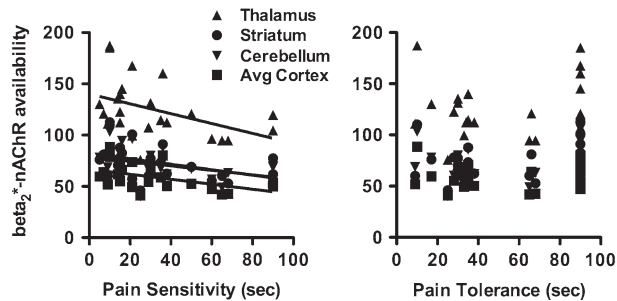 Thalamus
Striatum
Cerebellum
Avg Cortex
beta2*-nAChR availability
200
150
100
50
0
0 20 40 60 80 100
Pain Sensitivity (sec)
200
150
100
50
0
0 20 40 60 80 100
Pain Tolerance (sec)